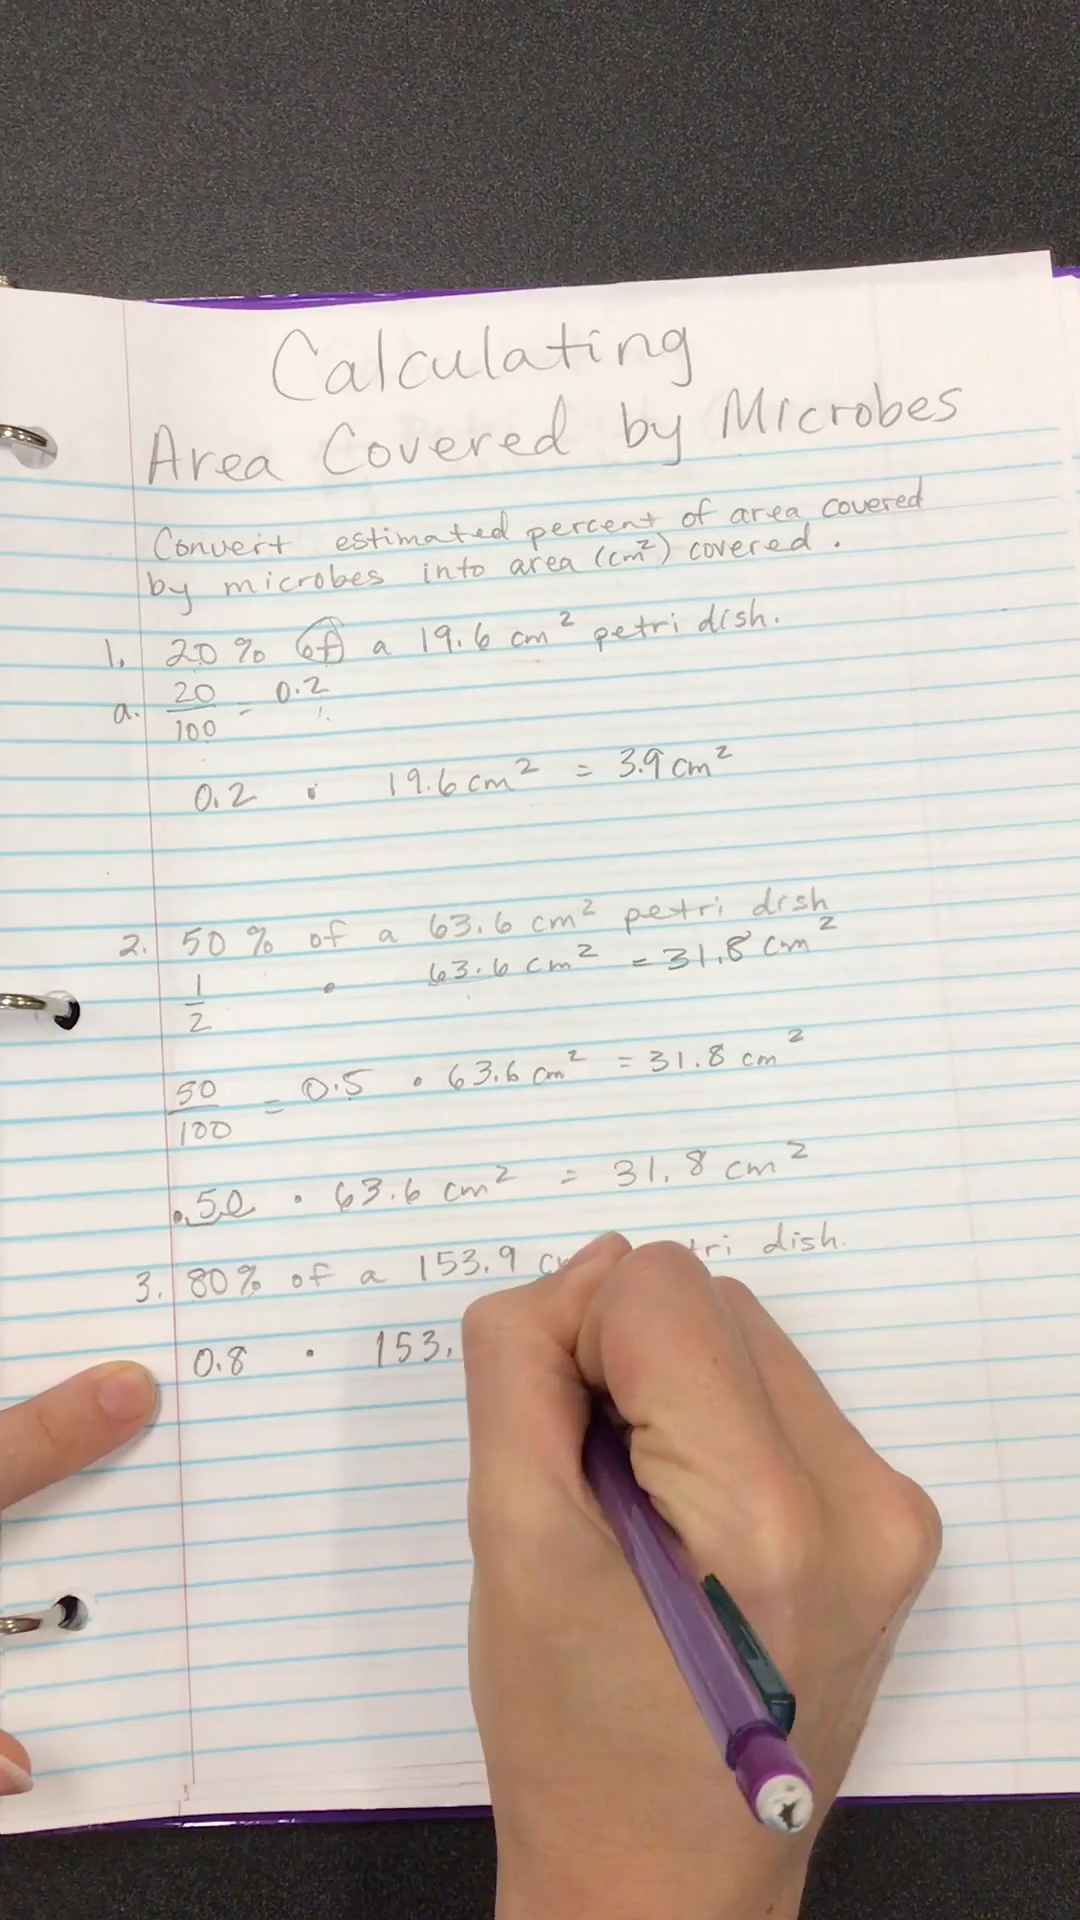 Calculating
Area Covered by Microbes
Convert estimated percent of area covered
by microbes into area (cm²) covered.
1. 20% of a 19.6 cm² petri dish.
a. 20/100 = 0.2
0.2 · 19.6 cm² = 3.9 cm²
2. 50% of a 63.6 cm² petri dish
1/2 · 63.6 cm² = 31.8 cm²
50/100 = 0.5 · 63.6 cm² = 31.8 cm²
.50 · 63.6 cm² = 31.8 cm²
3. 80% of a 153.9 dish.
0.8 · 153.